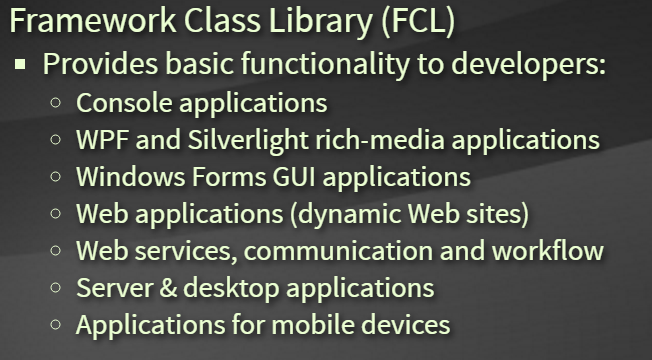 Framework Class Library (FCL)
▪ Provides basic functionality to developers:
○ Console applications
○ WPF and Silverlight rich-media applications
○ Windows Forms GUI applications
○ Web applications (dynamic Web sites)
○ Web services, communication and workflow
○ Server & desktop applications
○ Applications for mobile devices